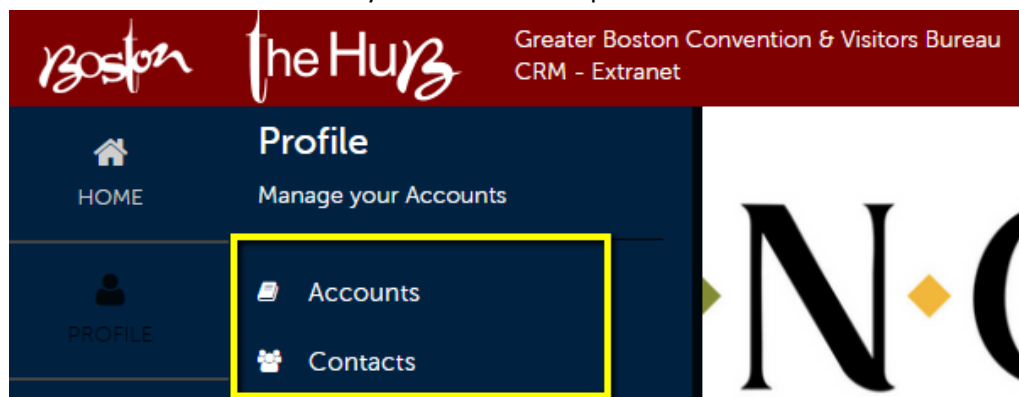 Boston the HuB Greater Boston Convention & Visitors Bureau
CRM - Extranet
HOME
Profile
Manage your Accounts
PROFILE
Accounts
Contacts
N